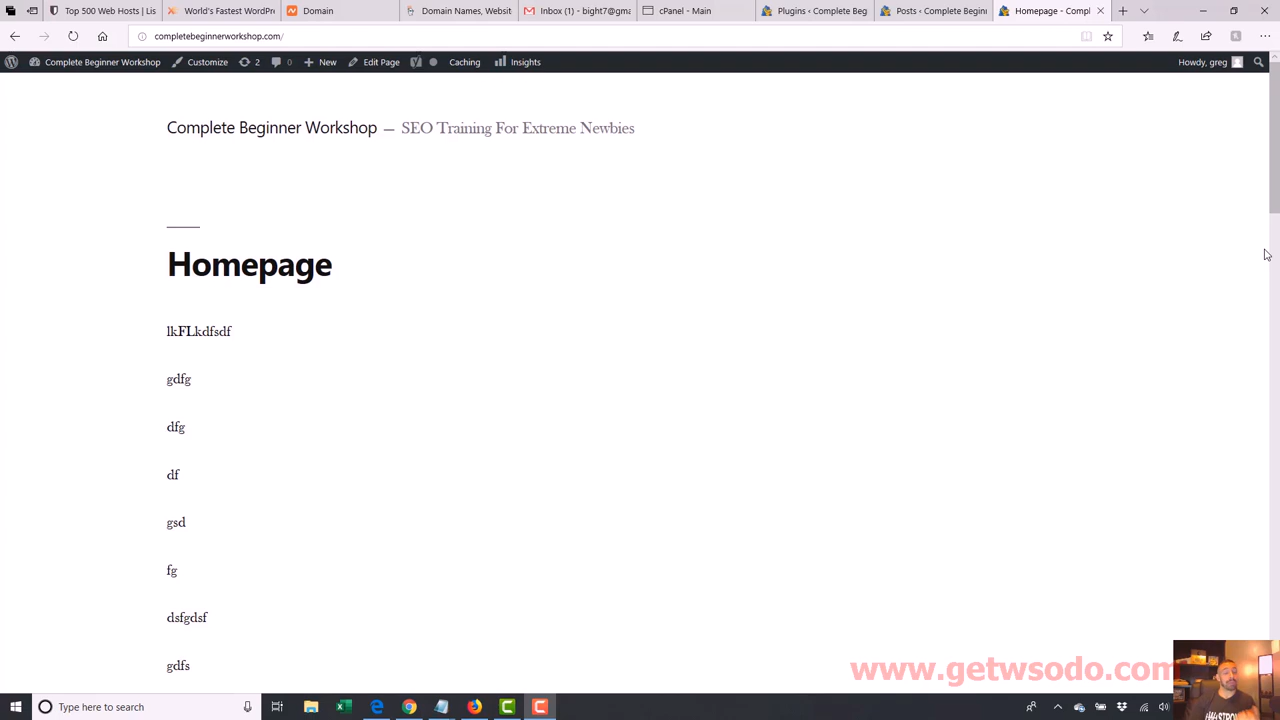 Top 500 Web Hosts | Lis
World's Fastest WordPre
Domain
Domain Names, Websit
Inbox (1) - bight7@gma
cPanel - Main
Plugins ‹ Complete Beg
Posts ‹ Complete Beginn
Homepage - Compl
completebeginnerworkshop.com/
Complete Beginner Workshop
Customize
2
0
New
Edit Page
Caching
Insights
Howdy, greg
Complete Beginner Workshop — SEO Training For Extreme Newbies
Homepage
lkFLkdfsdf
gdfg
dfg
df
gsd
fg
dsfgdsf
gdfs
www.getwsodo.com
Type here to search